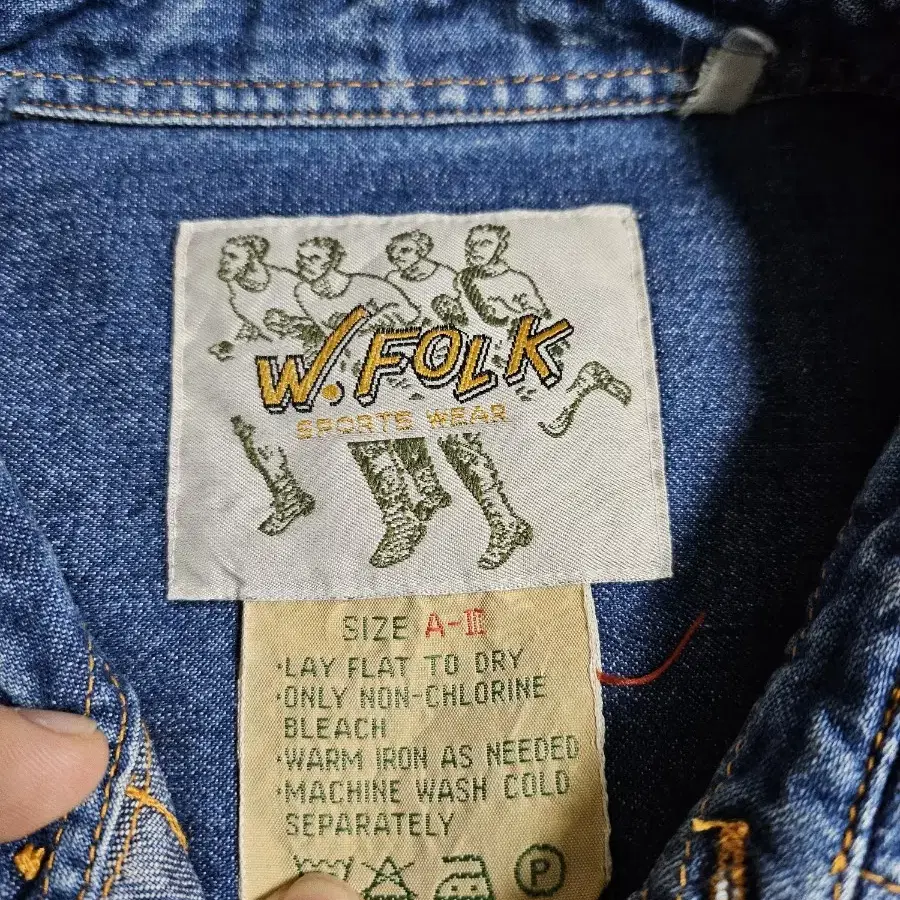 W. FOLK
SPORTS WEAR
SIZE A-III
·LAY FLAT TO DRY
·ONLY NON-CHLORINE
BLEACH
·WARM IRON AS NEEDED
·MACHINE WASH COLD
SEPARATELY
P